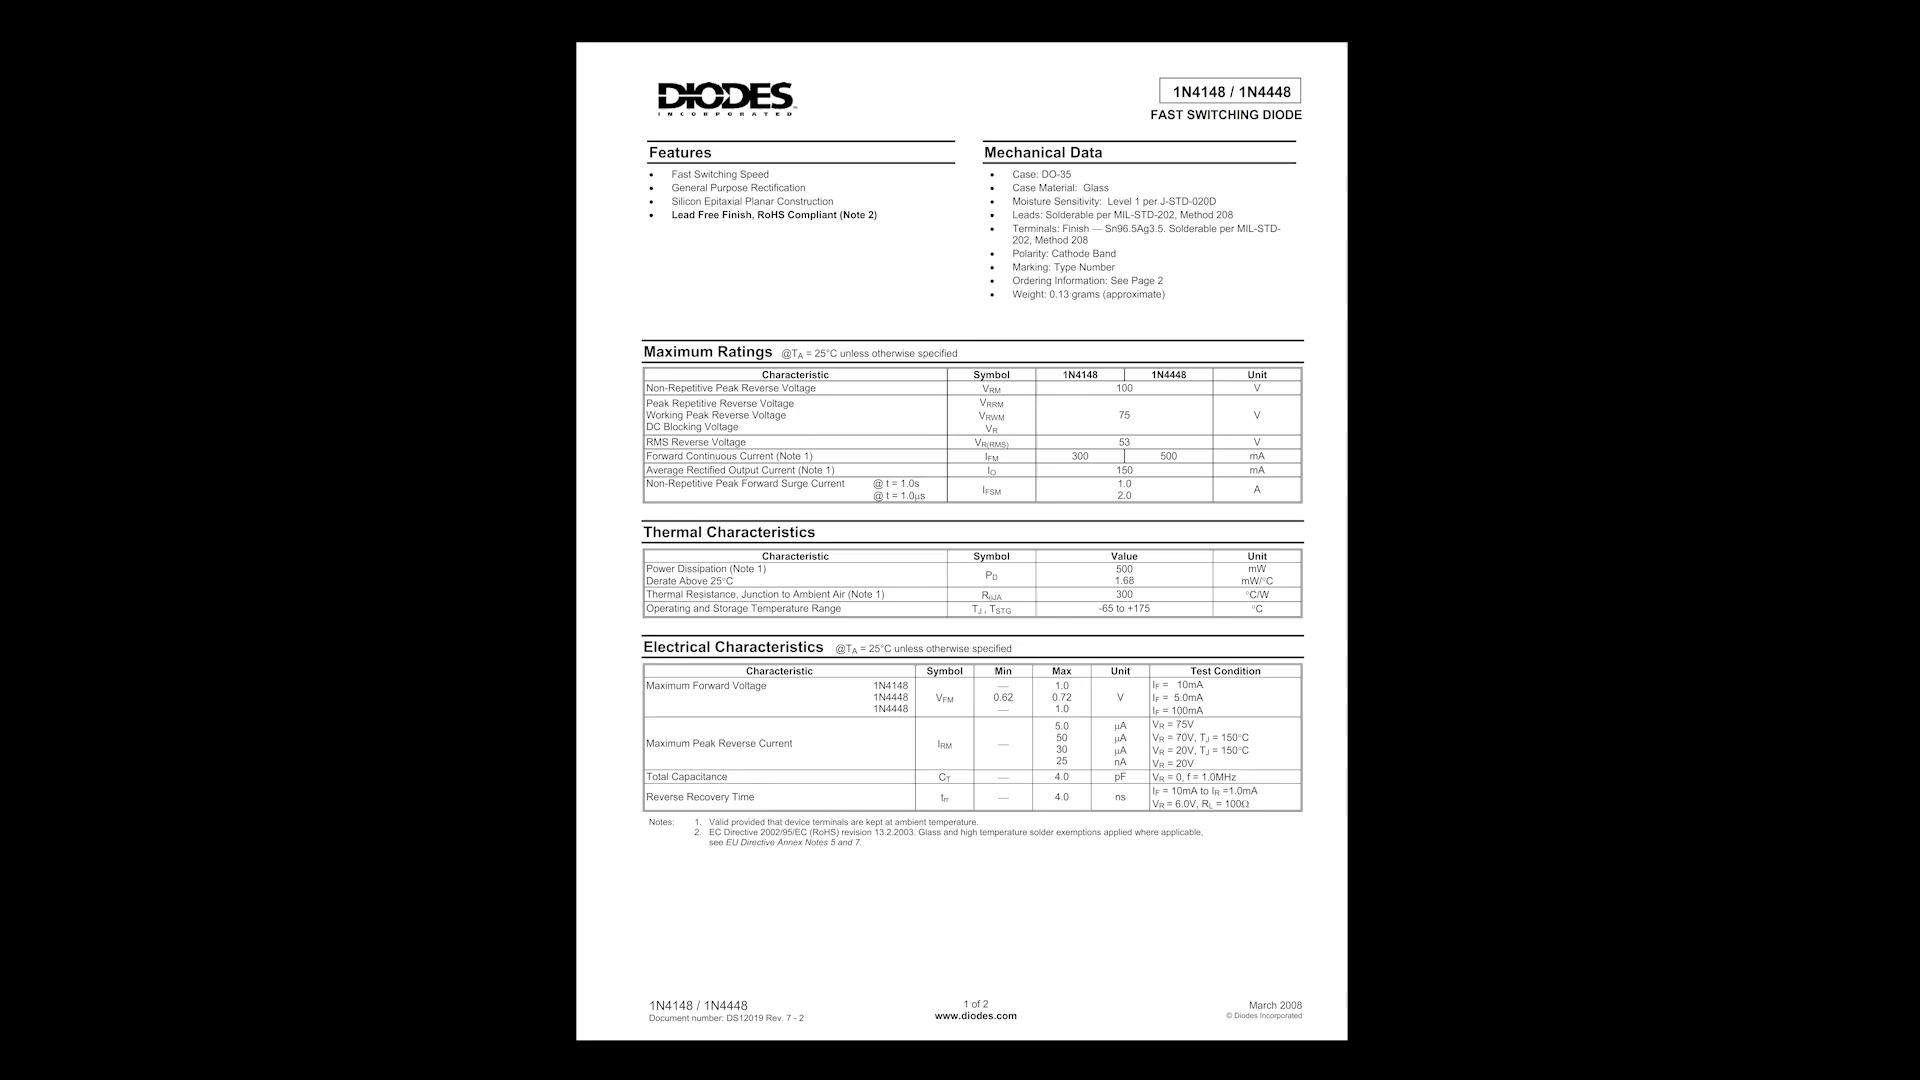 DIODES
INCORPORATED
1N4148 / 1N4448
FAST SWITCHING DIODE
Features
• Fast Switching Speed
• General Purpose Rectification
• Silicon Epitaxial Planar Construction
• Lead Free Finish, RoHS Compliant (Note 2)
Mechanical Data
• Case: DO-35
• Case Material: Glass
• Moisture Sensitivity: Level 1 per J-STD-020D
• Leads: Solderable per MIL-STD-202, Method 208
• Terminals: Finish — Sn96.5Ag3.5. Solderable per MIL-STD-
202, Method 208
• Polarity: Cathode Band
• Marking: Type Number
• Ordering Information: See Page 2
• Weight: 0.13 grams (approximate)
Maximum Ratings @TA = 25°C unless otherwise specified
Characteristic Symbol 1N4148 1N4448 Unit
Non-Repetitive Peak Reverse Voltage VRM 100 V
Peak Repetitive Reverse Voltage VRRM
Working Peak Reverse Voltage VRWM 75 V
DC Blocking Voltage VR
RMS Reverse Voltage VR(RMS) 53 V
Forward Continuous Current (Note 1) IFM 300 500 mA
Average Rectified Output Current (Note 1) IO 150 mA
Non-Repetitive Peak Forward Surge Current @ t = 1.0s IFSM 1.0 A
@ t = 1.0µs 2.0
Thermal Characteristics
Characteristic Symbol Value Unit
Power Dissipation (Note 1) PD 500 mW
Derate Above 25°C 1.68 mW/°C
Thermal Resistance, Junction to Ambient Air (Note 1) RθJA 300 °C/W
Operating and Storage Temperature Range TJ , TSTG -65 to +175 °C
Electrical Characteristics @TA = 25°C unless otherwise specified
Characteristic Symbol Min Max Unit Test Condition
Maximum Forward Voltage 1N4148 — 1.0 IF = 10mA
1N4448 VFM 0.62 0.72 V IF = 5.0mA
1N4448 — 1.0 IF = 100mA
5.0 µA VR = 75V
50 µA VR = 70V, TJ = 150°C
Maximum Peak Reverse Current IRM — 30 µA VR = 20V, TJ = 150°C
25 nA VR = 20V
Total Capacitance CT — 4.0 pF VR = 0, f = 1.0MHz
Reverse Recovery Time trr — 4.0 ns IF = 10mA to IR =1.0mA
VR = 6.0V, RL = 100Ω
Notes: 1. Valid provided that device terminals are kept at ambient temperature.
2. EC Directive 2002/95/EC (RoHS) revision 13.2.2003. Glass and high temperature solder exemptions applied where applicable,
see EU Directive Annex Notes 5 and 7.
1N4148 / 1N4448
Document number: DS12019 Rev. 7 - 2
1 of 2
www.diodes.com
March 2008
© Diodes Incorporated